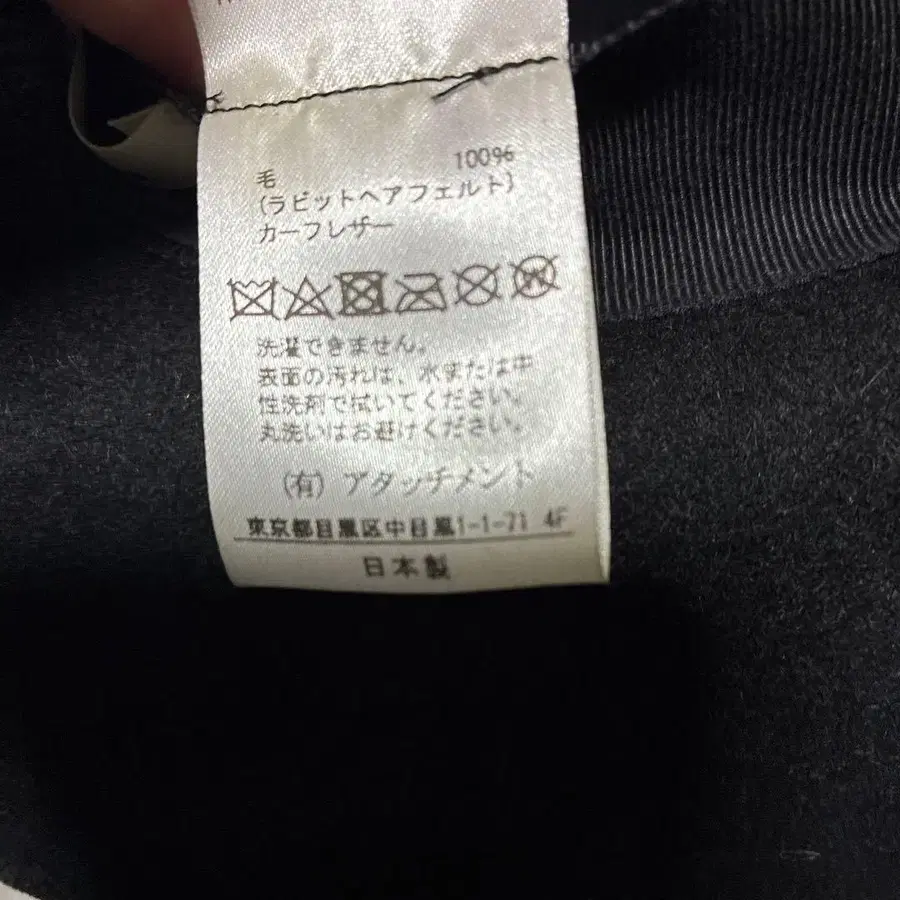 毛 100%
(ラビットヘアフェルト)
カーフレザー
洗濯できません。
表面の汚れは、水または中
性洗剤で拭いてください。
丸洗いはお避けください。
(有) アタッチメント
東京都目黒区中目黒1-1-71 4F
日本製